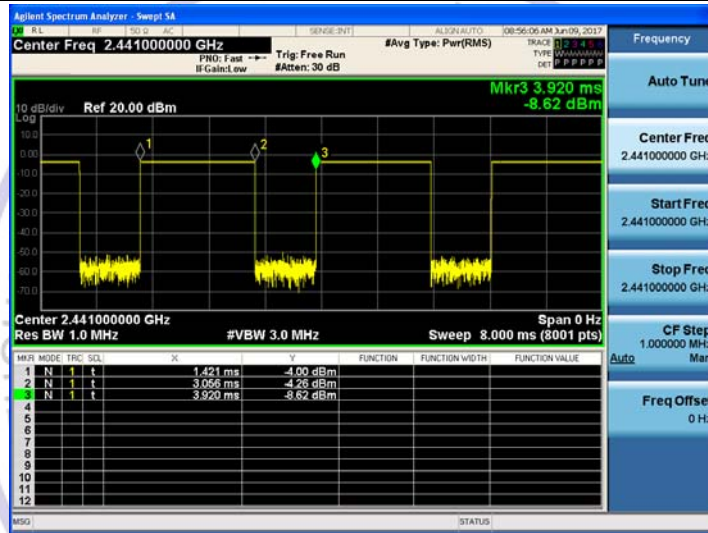 Agilent Spectrum Analyzer - Swept SA
RL RF 50 Ω AC SENSE:INT ALIGN AUTO 08:56:06 AM Jun 09, 2017
Center Freq 2.441000000 GHz
PNO: Fast
IFGain:Low
Trig: Free Run
#Atten: 30 dB
#Avg Type: Pwr(RMS)
TRACE 1 2 3 4 5 6
TYPE
DET P P P P P P
Mkr3 3.920 ms
-8.62 dBm
10 dB/div Ref 20.00 dBm
Log
10.0
0.00
-10.0
-20.0
-30.0
-40.0
-50.0
-60.0
-70.0
1
2
3
Center 2.441000000 GHz Span 0 Hz
Res BW 1.0 MHz #VBW 3.0 MHz Sweep 8.000 ms (8001 pts)
MKR MODE TRC SCL X Y FUNCTION FUNCTION WIDTH FUNCTION VALUE
1 N 1 t 1.421 ms -4.00 dBm
2 N 1 t 3.056 ms -4.26 dBm
3 N 1 t 3.920 ms -8.62 dBm
4
5
6
7
8
9
10
11
12
MSG STATUS
Frequency
Auto Tune
Center Freq
2.441000000 GHz
Start Freq
2.441000000 GHz
Stop Freq
2.441000000 GHz
CF Step
1.000000 MHz
Auto Man
Freq Offset
0 Hz